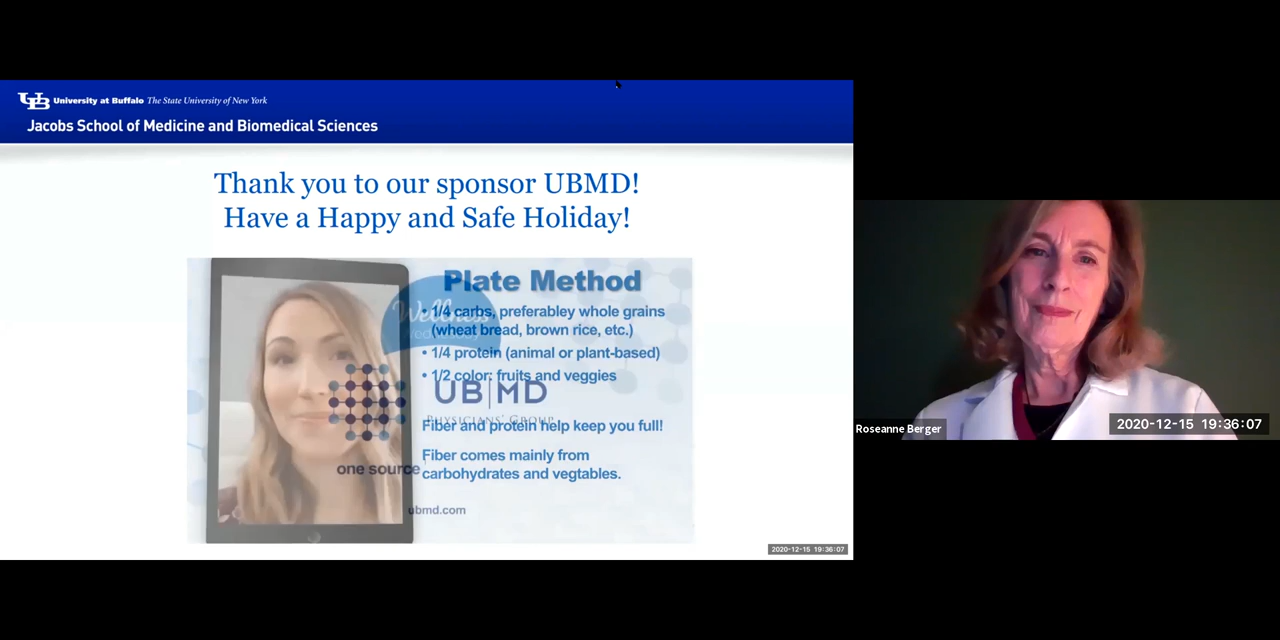 UB University at Buffalo The State University of New York
Jacobs School of Medicine and Biomedical Sciences
Thank you to our sponsor UBMD!
Have a Happy and Safe Holiday!
Plate Method
Wellness
Wednesday
• 1/4 carbs, preferabley whole grains
(wheat bread, brown rice, etc.)
• 1/4 protein (animal or plant-based)
• 1/2 color: fruits and veggies
UB|MD
PHYSICIANS' GROUP
Fiber and protein help keep you full!
Fiber comes mainly from
carbohydrates and vegtables.
one source
ubmd.com
2020-12-15 19:36:07
Roseanne Berger
2020-12-15 19:36:07